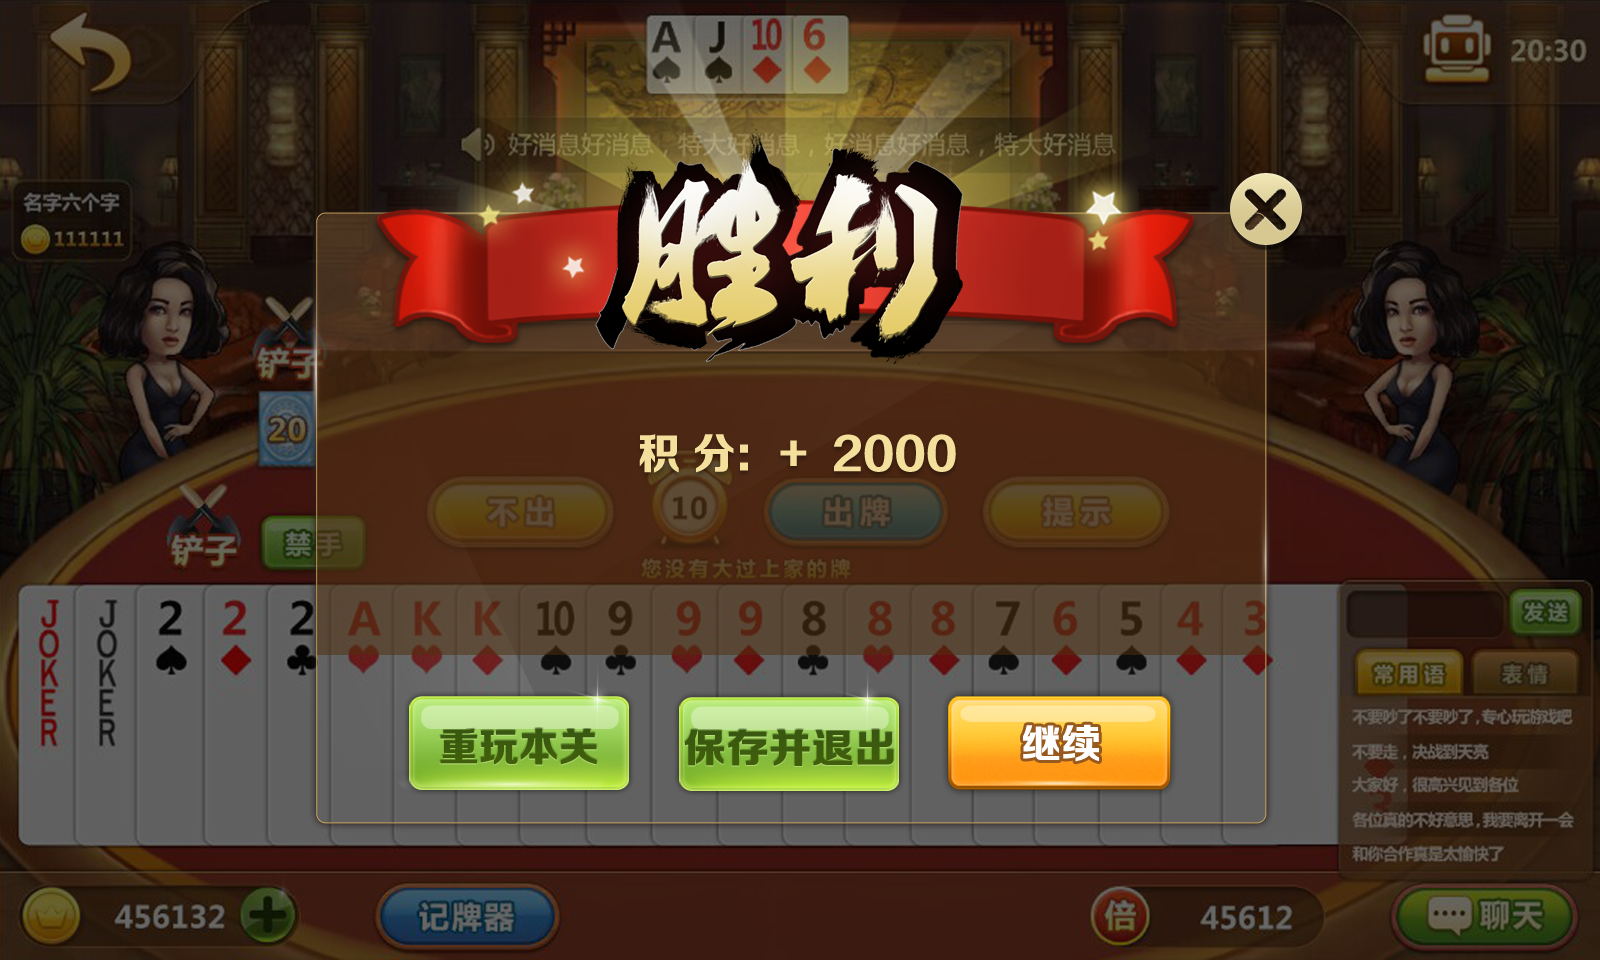 A J 10 6
20:30
好消息好消息，特大好消息，好消息好消息，特大好消息
名字六个字
111111
胜利
铲子
20
积分: + 2000
不出 10 出牌 提示
铲子 禁手
您没有大过上家的牌
JOKER JOKER 2 2 2 A K K 10 9 9 9 8 8 8 7 6 5 4 3
发送
常用语 表情
不要吵了不要吵了,专心玩游戏吧
不要走，决战到天亮
大家好，很高兴见到各位
各位真的不好意思,我要离开一会
和你合作真是太愉快了
重玩本关 保存并退出 继续
456132 记牌器 倍 45612 聊天